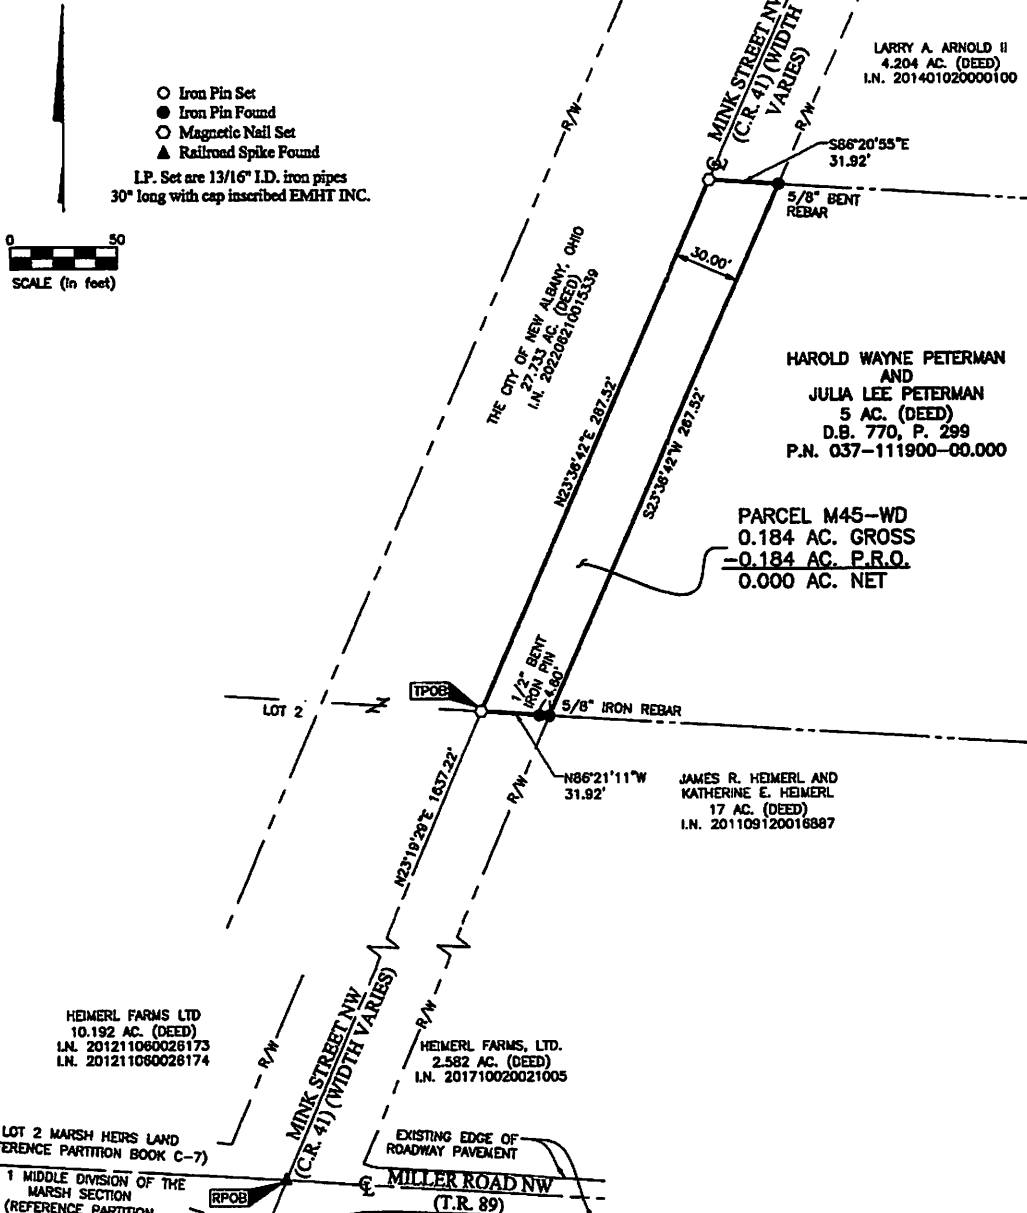 MINK STREET NW
(C.R. 41) (WIDTH
VARIES)
R/W
R/W
LARRY A. ARNOLD II
4.204 AC. (DEED)
I.N. 201401020000100
Iron Pin Set
Iron Pin Found
Magnetic Nail Set
Railroad Spike Found
I.P. Set are 13/16" I.D. iron pipes
30" long with cap inscribed EMHT INC.
0 50
SCALE (in feet)
S86°20'55"E
31.92'
5/8" BENT
REBAR
30.00'
THE CITY OF NEW ALBANY, OHIO
27.733 AC. (DEED)
I.N. 202206210015339
HAROLD WAYNE PETERMAN
AND
JULIA LEE PETERMAN
5 AC. (DEED)
D.B. 770, P. 299
P.N. 037-111900-00.000
N23°36'42"E 267.52'
S23°36'42"W 267.52'
PARCEL M45-WD
0.184 AC. GROSS
-0.184 AC. P.R.O.
0.000 AC. NET
1/2" BENT
IRON PIN
4.60'
TPOB
LOT 2
5/8" IRON REBAR
N86°21'11"W
31.92'
JAMES R. HEIMERL AND
KATHERINE E. HEIMERL
17 AC. (DEED)
I.N. 201109120016887
N23°19'29"E 1637.22'
R/W
HEIMERL FARMS LTD
10.192 AC. (DEED)
I.N. 201211060026173
I.N. 201211060026174
R/W
MINK STREET NW
(C.R. 41) (WIDTH VARIES)
R/W
HEIMERL FARMS, LTD.
2.582 AC. (DEED)
I.N. 201710020021005
LOT 2 MARSH HEIRS LAND
ERENCE PARTITION BOOK C-7)
1 MIDDLE DIVISION OF THE
MARSH SECTION
(REFERENCE PARTITION
RPOB
EXISTING EDGE OF
ROADWAY PAVEMENT
MILLER ROAD NW
(T.R. 89)